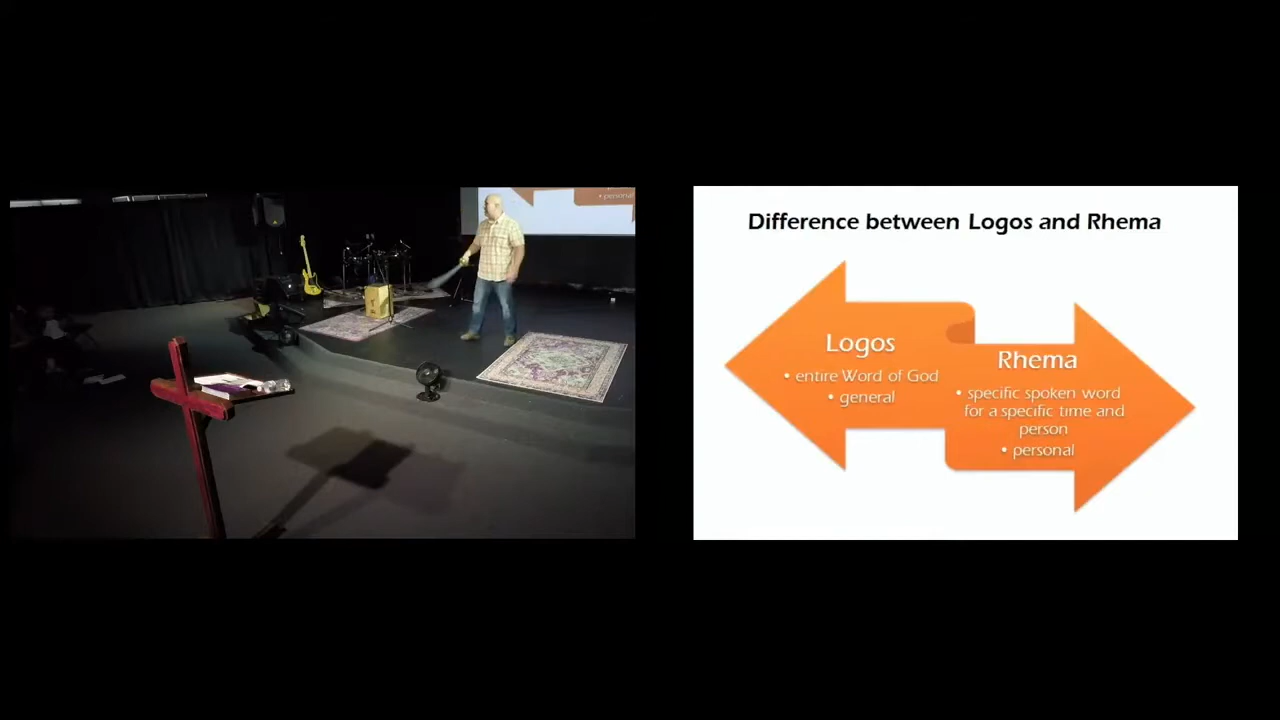 • personal
Difference between Logos and Rhema
Logos
• entire Word of God
• general
Rhema
• specific spoken word
for a specific time and
person
• personal